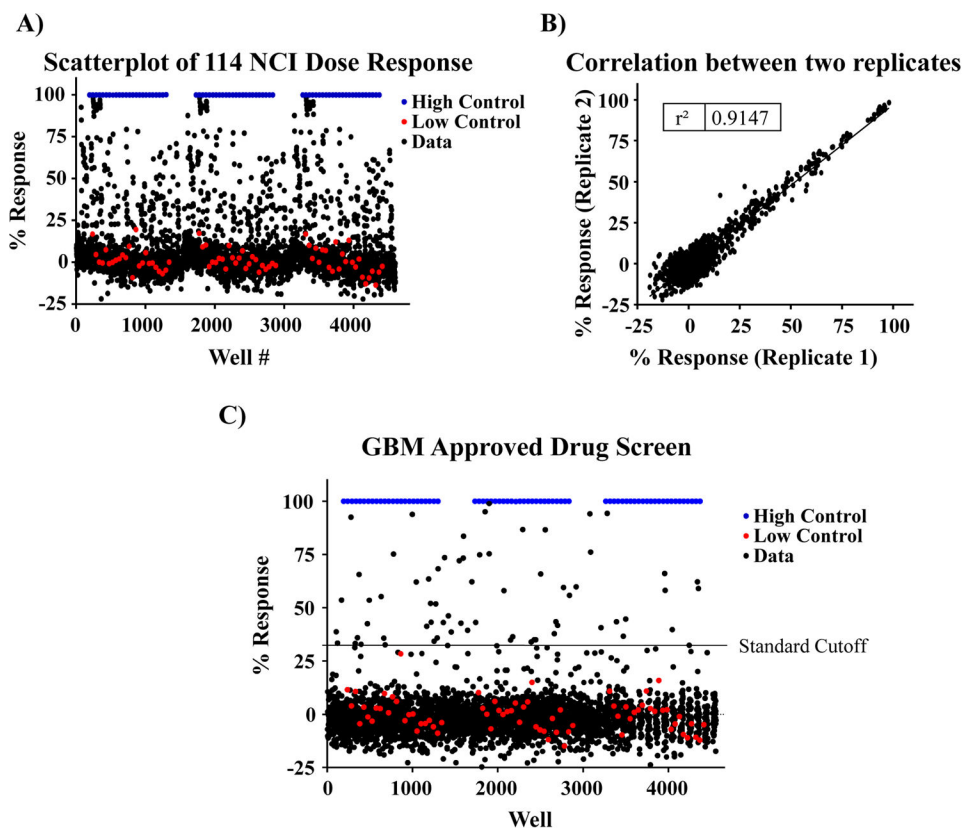 A)
Scatterplot of 114 NCI Dose Response
100
75
50
25
0
-25
% Response
0 1000 2000 3000 4000
Well #
High Control
Low Control
Data
B)
Correlation between two replicates
r² 0.9147
100
75
50
25
0
-25
% Response (Replicate 2)
-25 0 25 50 75 100
% Response (Replicate 1)
C)
GBM Approved Drug Screen
100
75
50
25
0
-25
% Response
0 1000 2000 3000 4000
Well
High Control
Low Control
Data
Standard Cutoff